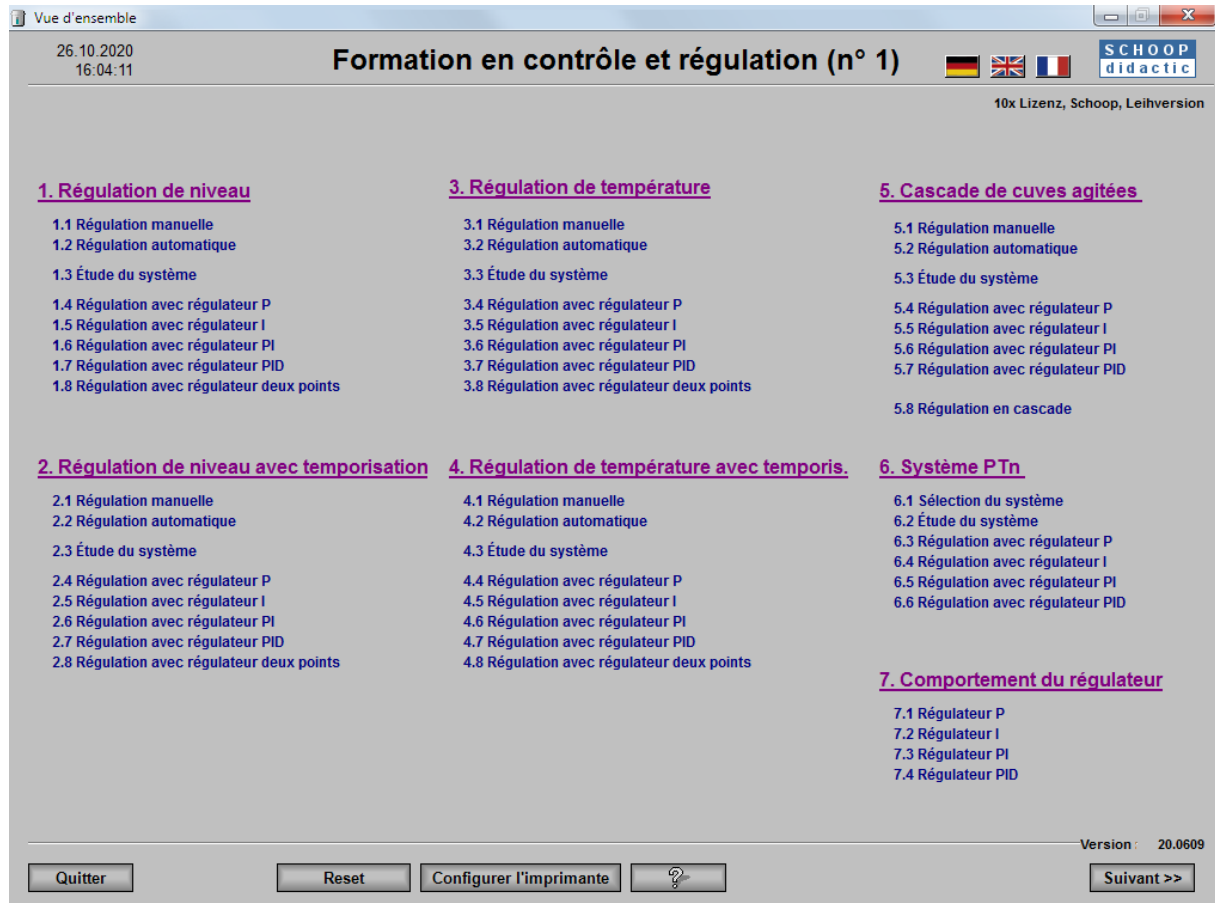 Vue d'ensemble
26.10.2020
16:04:11
Formation en contrôle et régulation (n° 1)
SCHOOP
didactic
10x Lizenz, Schoop, Leihversion
1. Régulation de niveau
1.1 Régulation manuelle
1.2 Régulation automatique
1.3 Étude du système
1.4 Régulation avec régulateur P
1.5 Régulation avec régulateur I
1.6 Régulation avec régulateur PI
1.7 Régulation avec régulateur PID
1.8 Régulation avec régulateur deux points
2. Régulation de niveau avec temporisation
2.1 Régulation manuelle
2.2 Régulation automatique
2.3 Étude du système
2.4 Régulation avec régulateur P
2.5 Régulation avec régulateur I
2.6 Régulation avec régulateur PI
2.7 Régulation avec régulateur PID
2.8 Régulation avec régulateur deux points
3. Régulation de température
3.1 Régulation manuelle
3.2 Régulation automatique
3.3 Étude du système
3.4 Régulation avec régulateur P
3.5 Régulation avec régulateur I
3.6 Régulation avec régulateur PI
3.7 Régulation avec régulateur PID
3.8 Régulation avec régulateur deux points
4. Régulation de température avec temporis.
4.1 Régulation manuelle
4.2 Régulation automatique
4.3 Étude du système
4.4 Régulation avec régulateur P
4.5 Régulation avec régulateur I
4.6 Régulation avec régulateur PI
4.7 Régulation avec régulateur PID
4.8 Régulation avec régulateur deux points
5. Cascade de cuves agitées
5.1 Régulation manuelle
5.2 Régulation automatique
5.3 Étude du système
5.4 Régulation avec régulateur P
5.5 Régulation avec régulateur I
5.6 Régulation avec régulateur PI
5.7 Régulation avec régulateur PID
5.8 Régulation en cascade
6. Système PTn
6.1 Sélection du système
6.2 Étude du système
6.3 Régulation avec régulateur P
6.4 Régulation avec régulateur I
6.5 Régulation avec régulateur PI
6.6 Régulation avec régulateur PID
7. Comportement du régulateur
7.1 Régulateur P
7.2 Régulateur I
7.3 Régulateur PI
7.4 Régulateur PID
Version : 20.0609
Quitter
Reset
Configurer l'imprimante
?
Suivant >>